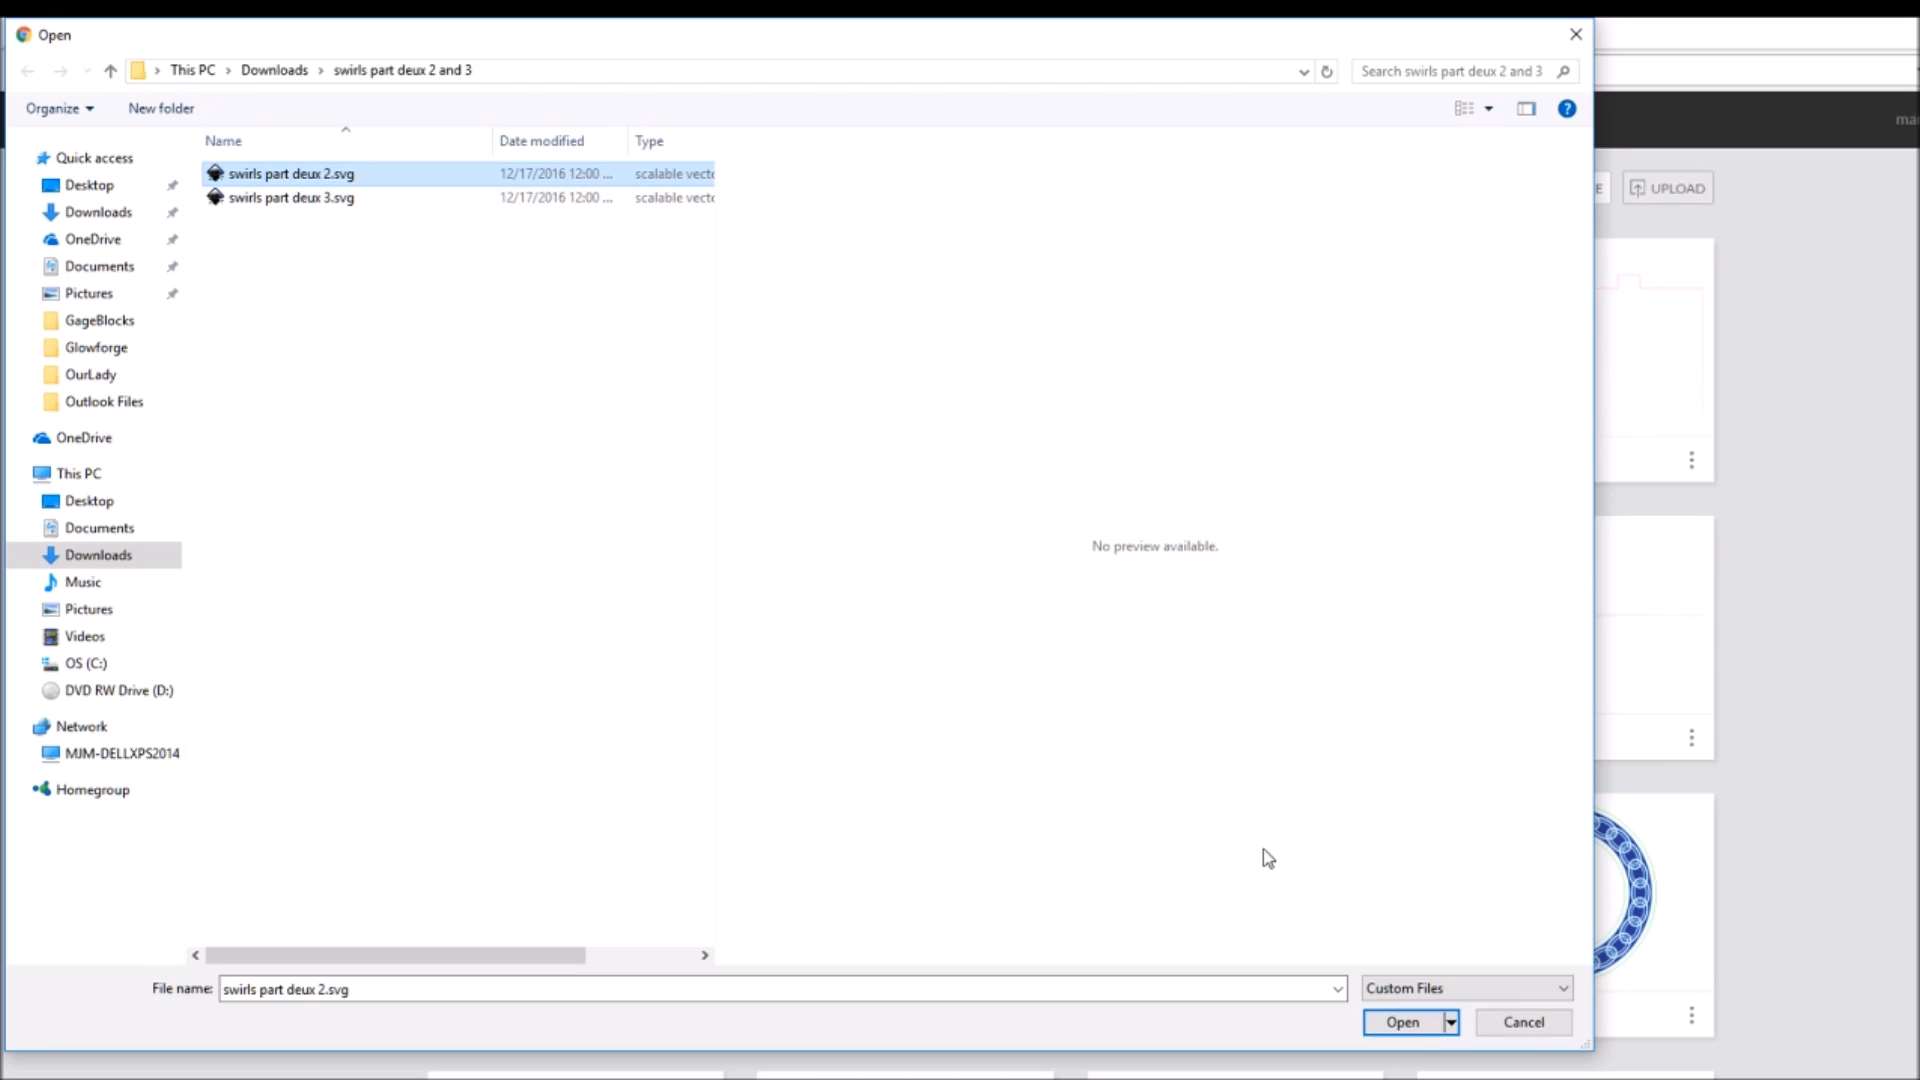 Open
This PC > Downloads > swirls part deux 2 and 3
Search swirls part deux 2 and 3
Organize
New folder
Name
Date modified
Type
swirls part deux 2.svg 12/17/2016 12:00 ... scalable vect
swirls part deux 3.svg 12/17/2016 12:00 ... scalable vect
Quick access
Desktop
Downloads
OneDrive
Documents
Pictures
GageBlocks
Glowforge
OurLady
Outlook Files
OneDrive
This PC
Desktop
Documents
Downloads
Music
Pictures
Videos
OS (C:)
DVD RW Drive (D:)
Network
MJM-DELLXPS2014
Homegroup
No preview available.
File name: swirls part deux 2.svg
Custom Files
Open
Cancel
ma
E
UPLOAD